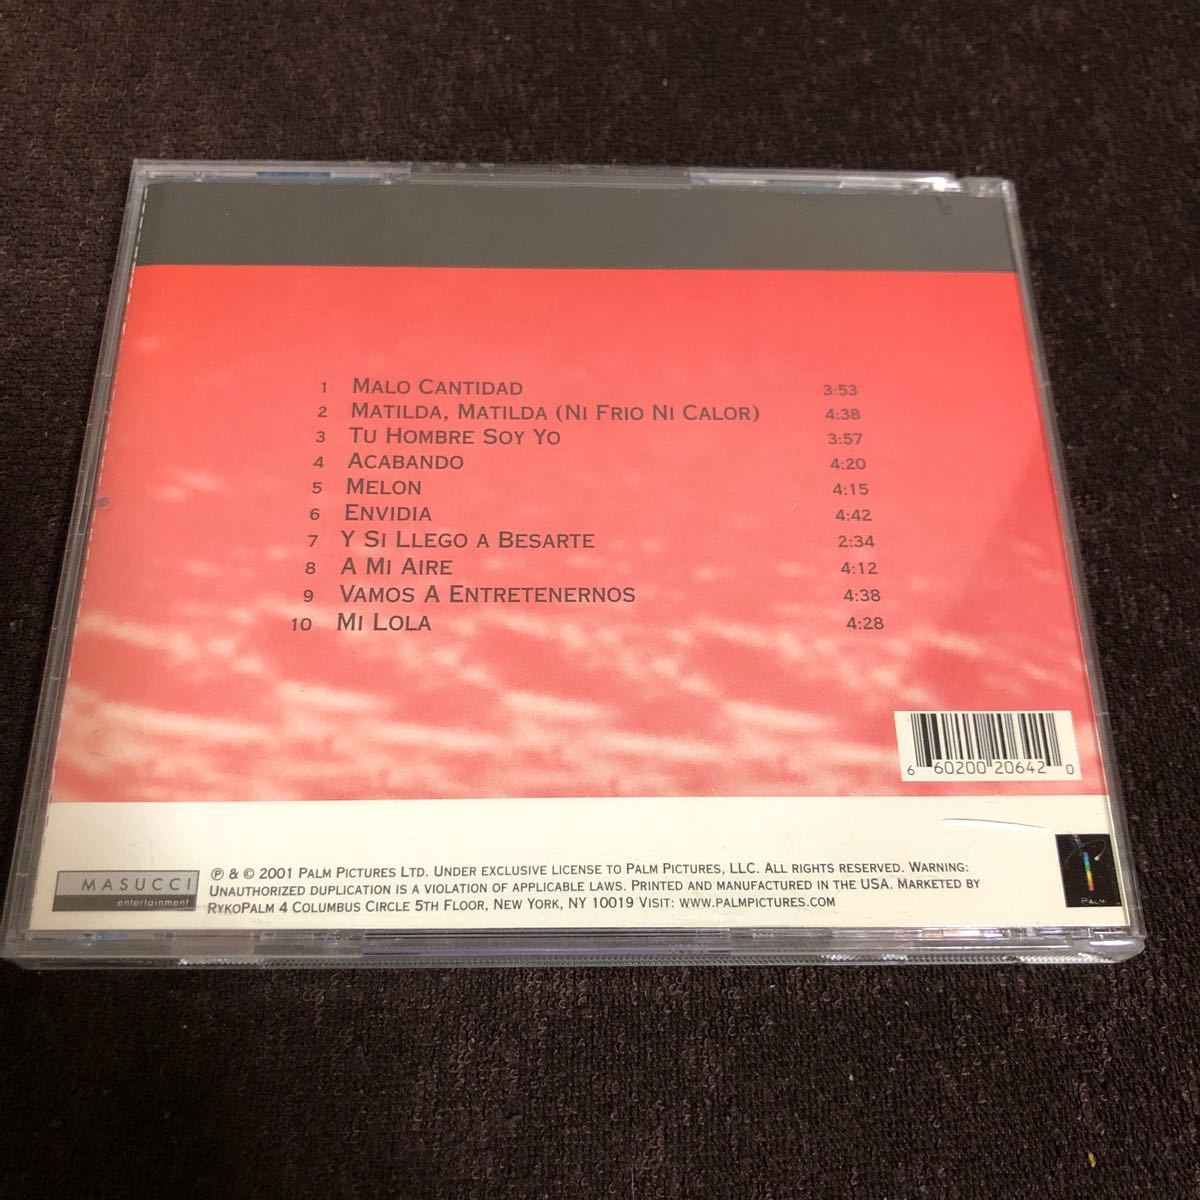 1 MALO CANTIDAD 3:53
2 MATILDA, MATILDA (NI FRIO NI CALOR) 4:38
3 TU HOMBRE SOY YO 3:57
4 ACABANDO 4:20
5 MELON 4:15
6 ENVIDIA 4:42
7 Y SI LLEGO A BESARTE 2:34
8 A MI AIRE 4:12
9 VAMOS A ENTRETENERNOS 4:38
10 MI LOLA 4:28
6 60200 20642 0
MASUCCI
entertainment
℗ & © 2001 PALM PICTURES LTD. UNDER EXCLUSIVE LICENSE TO PALM PICTURES, LLC. ALL RIGHTS RESERVED. WARNING:
UNAUTHORIZED DUPLICATION IS A VIOLATION OF APPLICABLE LAWS. PRINTED AND MANUFACTURED IN THE USA. MARKETED BY
RYKOPALM 4 COLUMBUS CIRCLE 5TH FLOOR, NEW YORK, NY 10019 VISIT: WWW.PALMPICTURES.COM
PALM